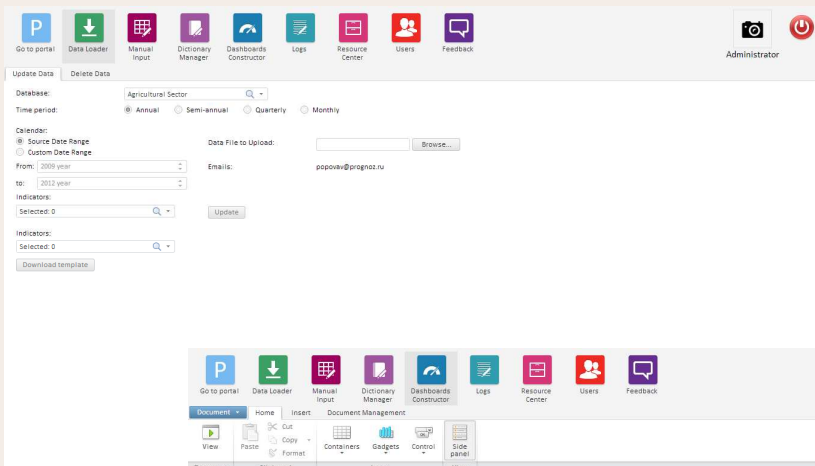 P
Go to portal Data Loader Manual Input Dictionary Manager Dashboards Constructor Logs Resource Center Users Feedback
Administrator
Update Data Delete Data
Database: Agricultural Sector
Time period: Annual Semi-annual Quarterly Monthly
Calendar:
Source Date Range Data File to Upload: Browse...
Custom Date Range
From: 2009 year Emails: popovav@prognoz.ru
to: 2012 year
Indicators:
Selected: 0 Update
Indicators:
Selected: 0
Download template
P
Go to portal Data Loader Manual Input Dictionary Manager Dashboards Constructor Logs Resource Center Users Feedback
Document Home Insert Document Management
Cut
View Paste Copy Containers Gadgets Control Side panel
Format